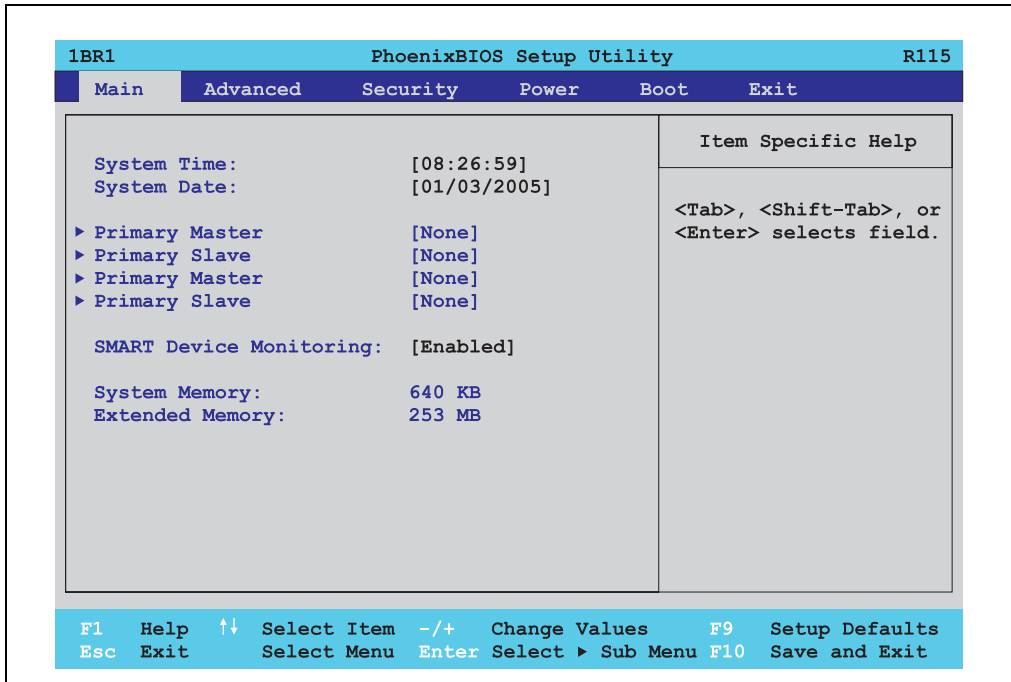 1BR1 PhoenixBIOS Setup Utility R115
Main Advanced Security Power Boot Exit
System Time: [08:26:59]
System Date: [01/03/2005]
Primary Master [None]
Primary Slave [None]
Primary Master [None]
Primary Slave [None]
SMART Device Monitoring: [Enabled]
System Memory: 640 KB
Extended Memory: 253 MB
Item Specific Help
<Tab>, <Shift-Tab>, or
<Enter> selects field.
F1 Help ↑↓ Select Item -/+ Change Values F9 Setup Defaults
Esc Exit Select Menu Enter Select ▶ Sub Menu F10 Save and Exit